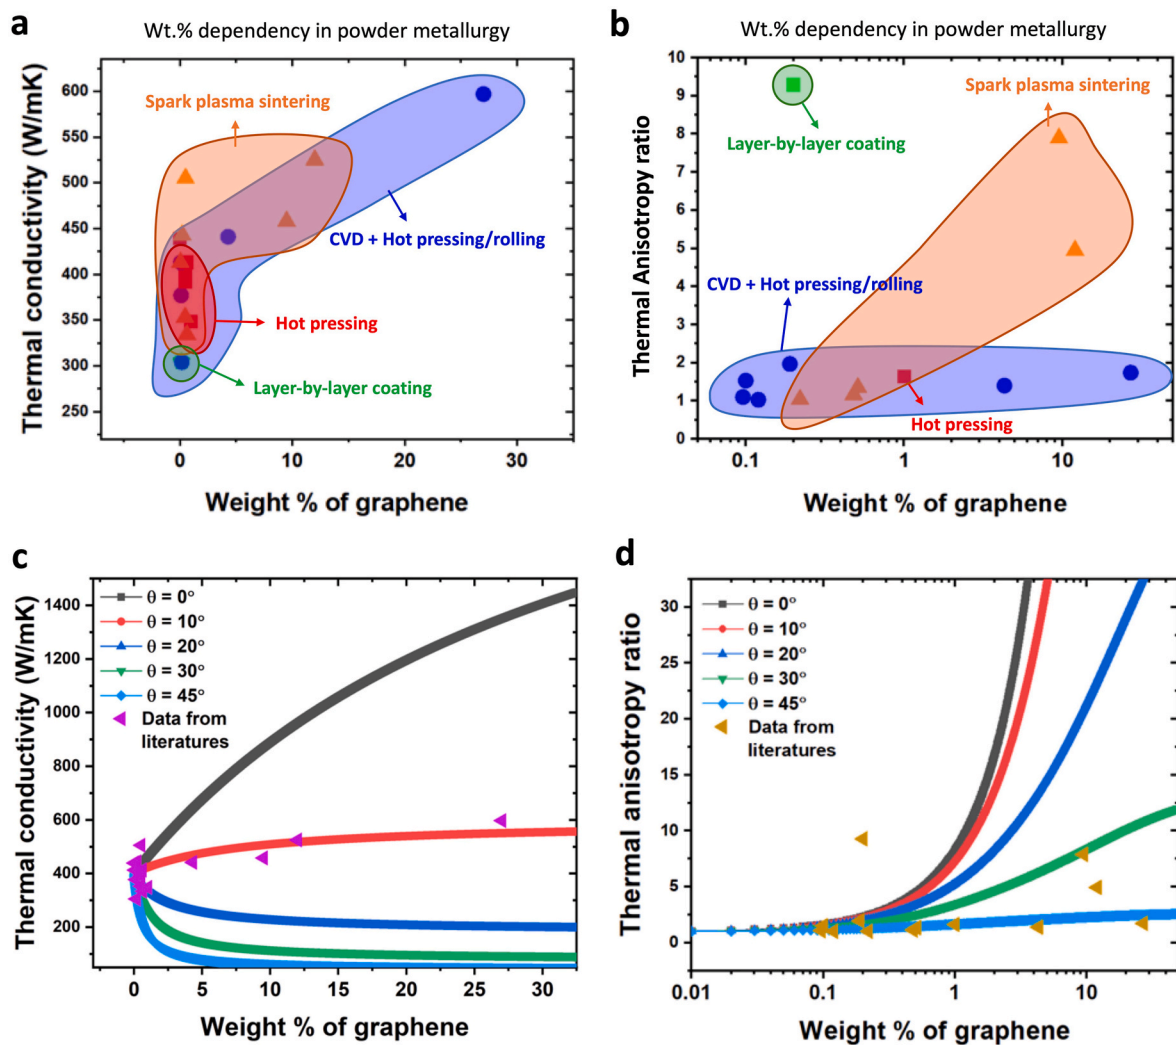 a
Wt.% dependency in powder metallurgy
Thermal conductivity (W/mK)
600
550
500
450
400
350
300
250
Spark plasma sintering
CVD + Hot pressing/rolling
Hot pressing
Layer-by-layer coating
0
10
20
30
Weight % of graphene
b
Wt.% dependency in powder metallurgy
Thermal Anisotropy ratio
10
9
8
7
6
5
4
3
2
1
0
Spark plasma sintering
Layer-by-layer coating
CVD + Hot pressing/rolling
Hot pressing
0.1
1
10
Weight % of graphene
c
Thermal conductivity (W/mK)
1400
1200
1000
800
600
400
200
θ = 0°
θ = 10°
θ = 20°
θ = 30°
θ = 45°
Data from
literatures
0
5
10
15
20
25
30
Weight % of graphene
d
Thermal anisotropy ratio
30
25
20
15
10
5
0
θ = 0°
θ = 10°
θ = 20°
θ = 30°
θ = 45°
Data from
literatures
0.01
0.1
1
10
Weight % of graphene